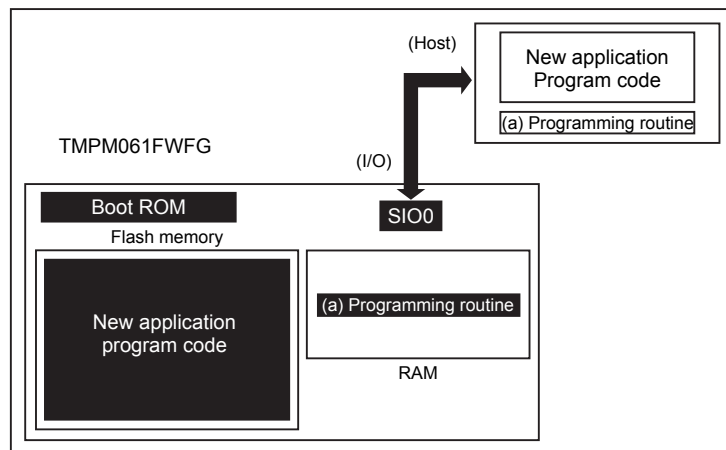 (Host)
New application
Program code
(a) Programming routine
TMPM061FWFG
(I/O)
Boot ROM
SIO0
Flash memory
New application
program code
(a) Programming routine
RAM